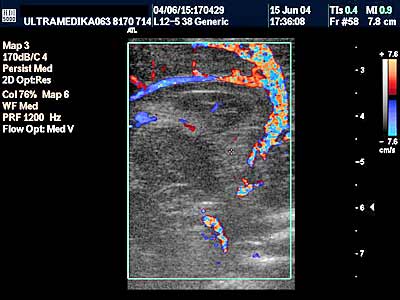 ULTRAMEDIKA063 8170 714
04/06/15:170429
L12-5 38 Generic
15 Jun 04
17:36:08
TIs 0.4 MI 0.9
Fr #58 7.8 cm
Map 3
170dB/C 4
Persist Med
2D Opt:Res
Col 76% Map 6
WF Med
PRF 1200 Hz
Flow Opt: Med V
7.6
3
4
7.6
cm/s
5
6
7